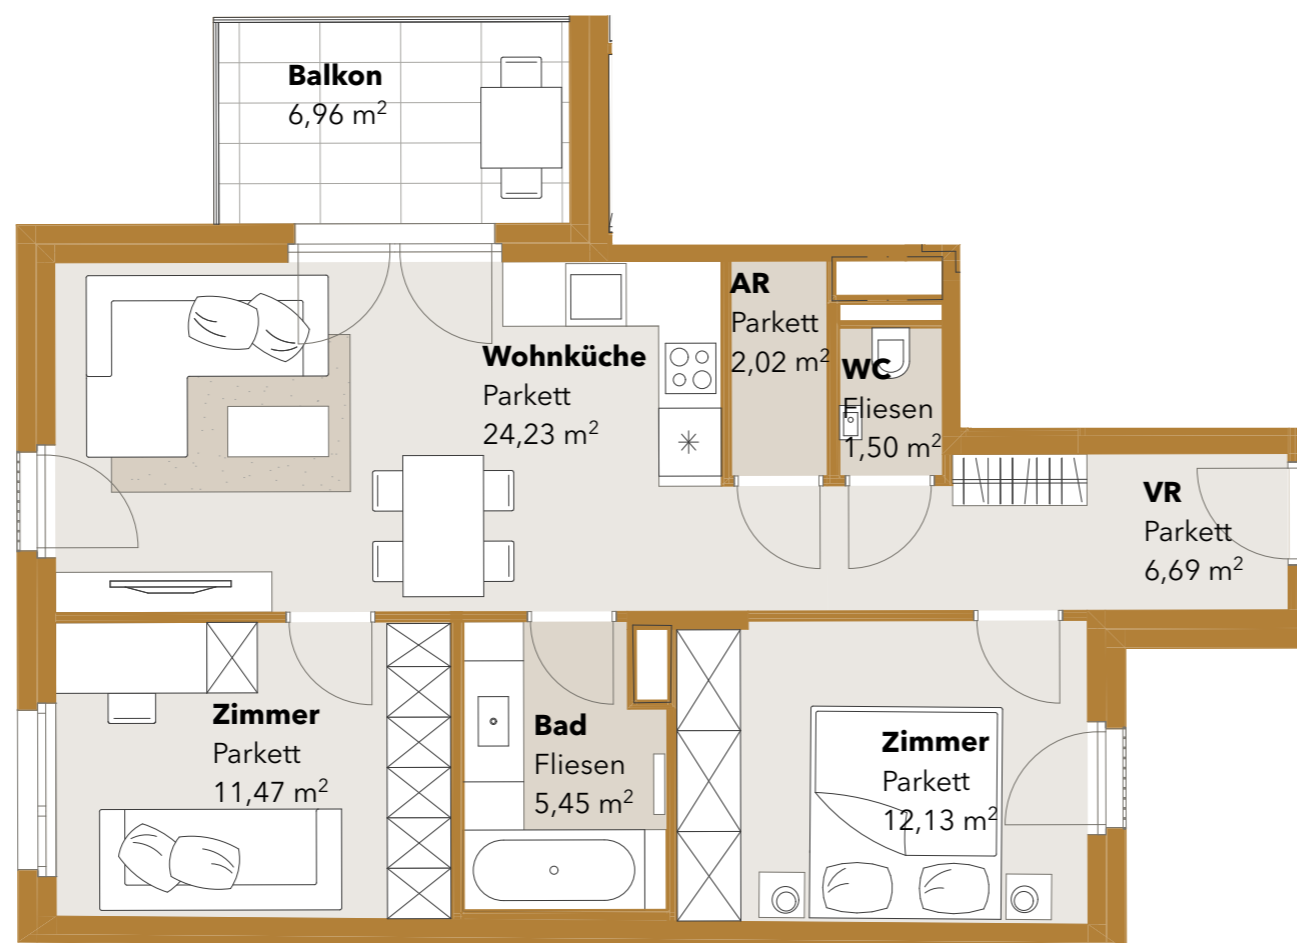 Balkon
6,96 m²
Wohnküche
Parkett
24,23 m²
AR
Parkett
2,02 m²
WC
Fliesen
1,50 m²
VR
Parkett
6,69 m²
Zimmer
Parkett
11,47 m²
Bad
Fliesen
5,45 m²
Zimmer
Parkett
12,13 m²